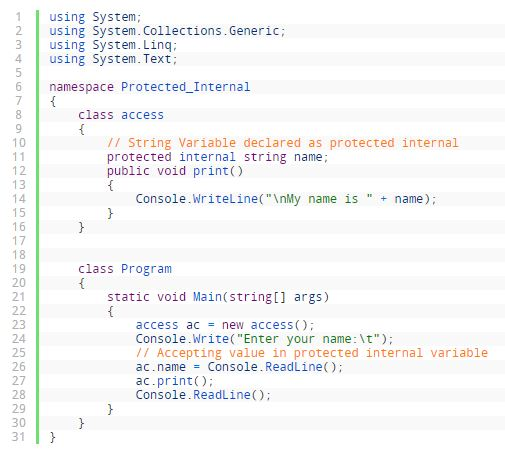 1 using System;
2 using System.Collections.Generic;
3 using System.Linq;
4 using System.Text;
5
6 namespace Protected_Internal
7 {
8     class access
9     {
10         // String Variable declared as protected internal
11         protected internal string name;
12         public void print()
13         {
14             Console.WriteLine("\nMy name is " + name);
15         }
16     }
17
18
19     class Program
20     {
21         static void Main(string[] args)
22         {
23             access ac = new access();
24             Console.Write("Enter your name:\t");
25             // Accepting value in protected internal variable
26             ac.name = Console.ReadLine();
27             ac.print();
28             Console.ReadLine();
29         }
30     }
31 }